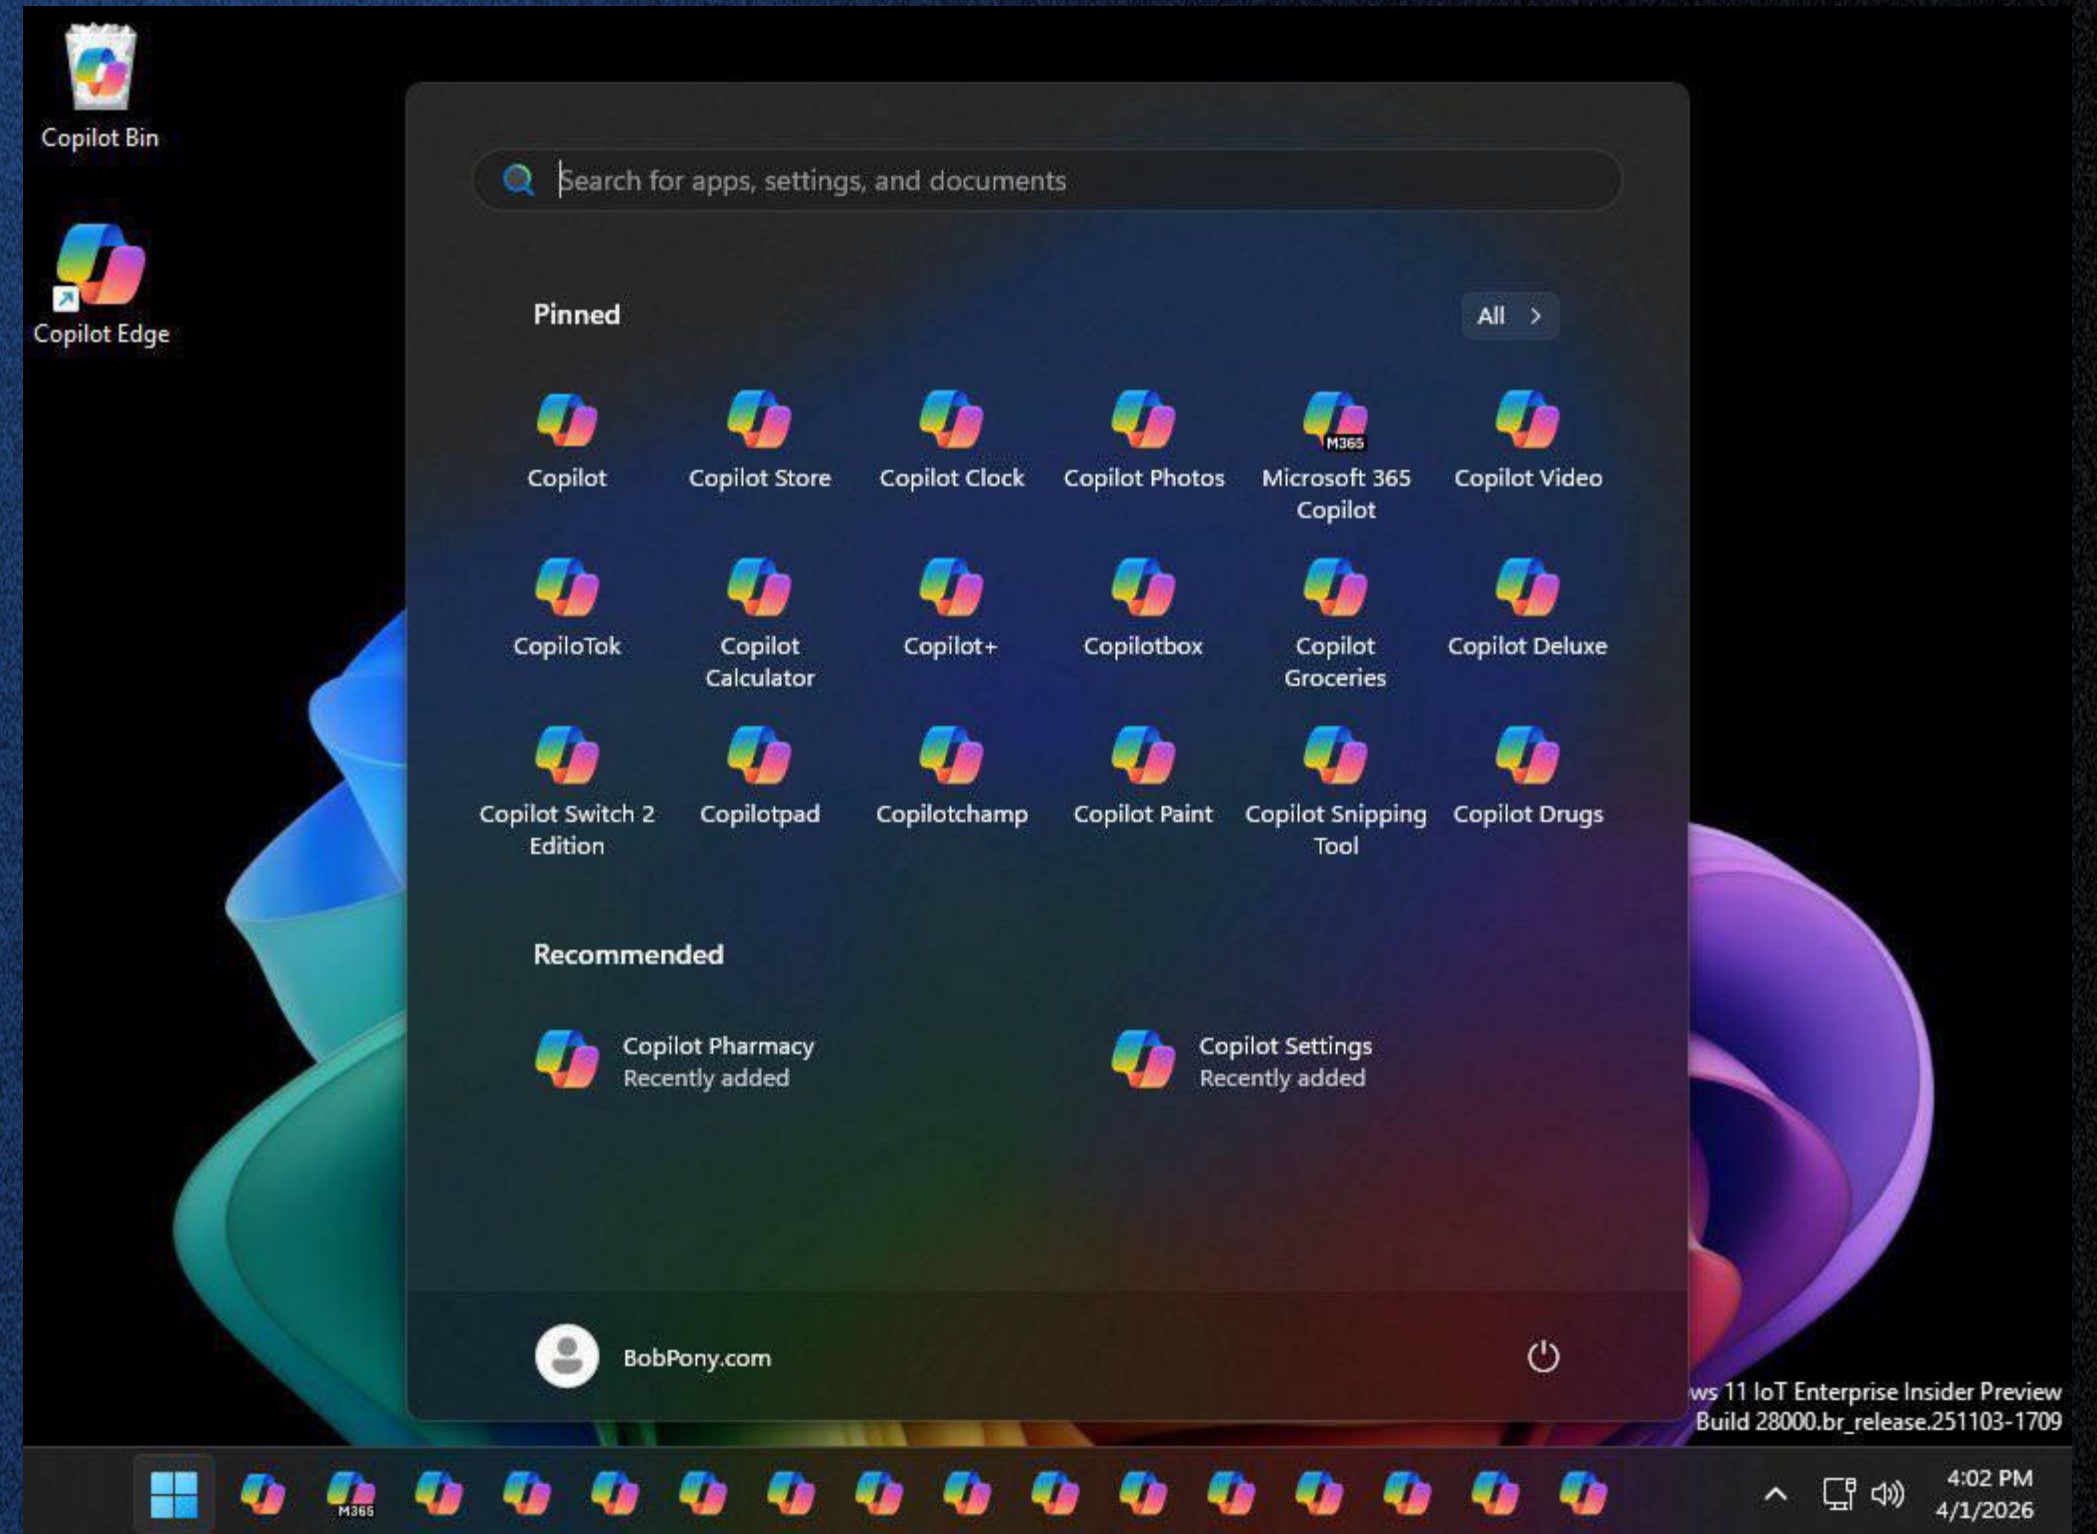 Copilot Bin
Copilot Edge
Search for apps, settings, and documents
Pinned
All
Copilot
Copilot Store
Copilot Clock
Copilot Photos
M365
Microsoft 365
Copilot
Copilot Video
CopiloTok
Copilot
Calculator
Copilot+
Copilotbox
Copilot
Groceries
Copilot Deluxe
Copilot Switch 2
Edition
Copilotpad
Copilotchamp
Copilot Paint
Copilot Snipping
Tool
Copilot Drugs
Recommended
Copilot Pharmacy
Recently added
Copilot Settings
Recently added
BobPony.com
ws 11 IoT Enterprise Insider Preview
Build 28000.br_release.251103-1709
M365
4:02 PM
4/1/2026